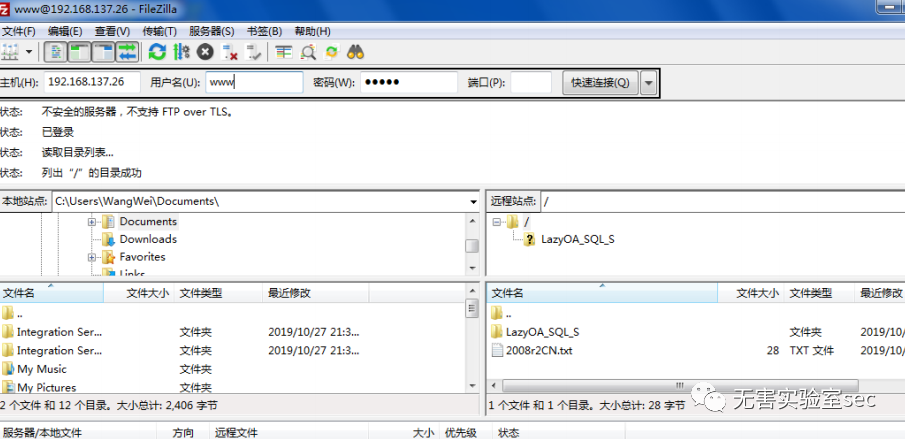 www@192.168.137.26 - FileZilla
文件(F) 编辑(E) 查看(V) 传输(T) 服务器(S) 书签(B) 帮助(H)
主机(H): 192.168.137.26 用户名(U): www 密码(W): ●●●●● 端口(P): 快速连接(Q)
状态: 不安全的服务器，不支持 FTP over TLS。
状态: 已登录
状态: 读取目录列表...
状态: 列出“/”的目录成功
本地站点: C:\Users\WangWei\Documents\ 远程站点: /
Documents /
Downloads LazyOA_SQL_S
Favorites
Links
文件名 文件大小 文件类型 最近修改 文件名 文件大小 文件类型 最近修改
.. ..
Integration Ser... 文件夹 2019/10/27 21:3... LazyOA_SQL_S 文件夹 2019/10/
Integration Ser... 文件夹 2019/10/27 21:3... 2008r2CN.txt 28 TXT 文件 2019/10/
My Music 文件夹
My Pictures 文件夹
2 个文件 和 12 个目录。大小总计: 2,406 字节 1 个文件 和 1 个目录。大小总计: 28 字节
无害实验室sec
服务器/本地文件 方向 远程文件 大小 优先级 状态